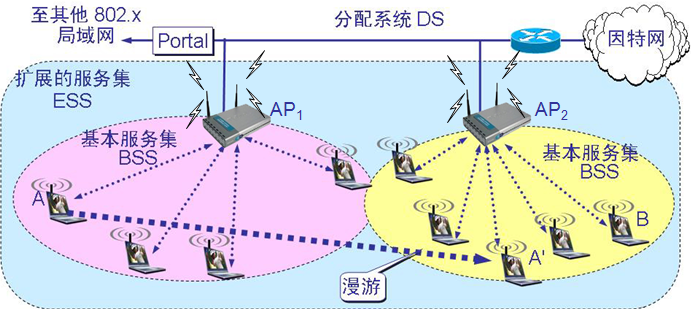 至其他 802.x
局域网
Portal
分配系统 DS
因特网
扩展的服务集
ESS
AP1
AP2
基本服务集
BSS
基本服务集
BSS
A
B
A'
漫游